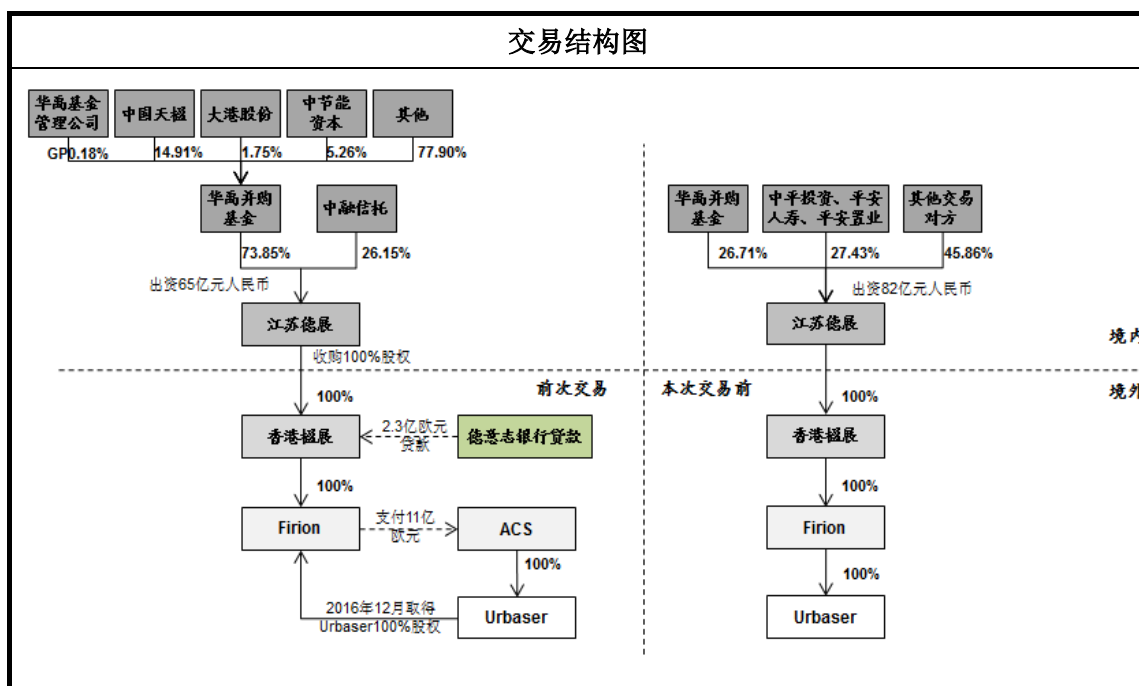 交易结构图
华禹基金
管理公司
中国天楹
大港股份
中节能
资本
其他
GP0.18%
14.91%
1.75%
5.26%
77.90%
华禹并购
基金
中融信托
73.85%
26.15%
出资65亿元人民币
江苏德展
收购100%股权
100%
前次交易
香港楹展
2.3亿欧元
贷款
德意志银行贷款
100%
Firion
支付11亿
欧元
ACS
100%
2016年12月取得
Urbaser100%股权
Urbaser
华禹并购
基金
中平投资、平安
人寿、平安置业
其他交易
对方
26.71%
27.43%
45.86%
出资82亿元人民币
江苏德展
境内
本次交易前
境外
100%
香港楹展
100%
Firion
100%
Urbaser